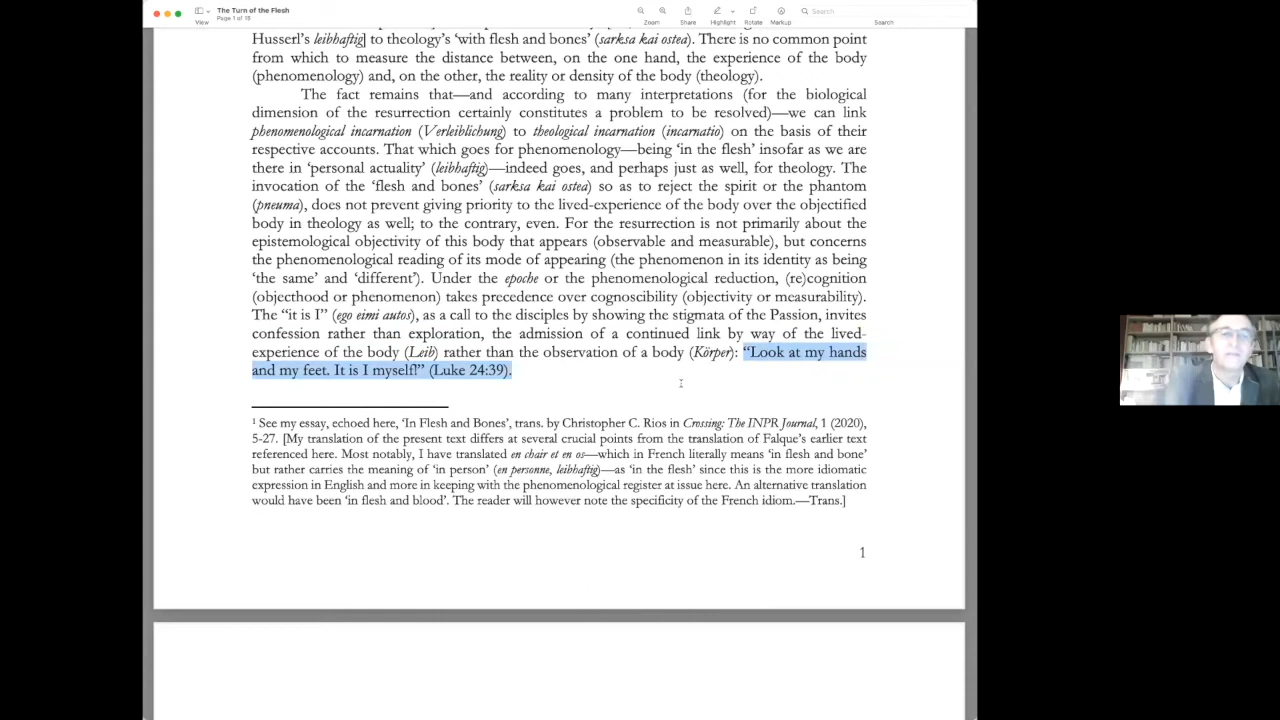 The Turn of the Flesh
Page 1 of 19
View
Zoom
Share
Highlight
Rotate
Markup
Search
Search
Husserl's leibhaftig] to theology's ‘with flesh and bones’ (sarksa kai ostea). There is no common point
from which to measure the distance between, on the one hand, the experience of the body
(phenomenology) and, on the other, the reality or density of the body (theology).
The fact remains that—and according to many interpretations (for the biological
dimension of the resurrection certainly constitutes a problem to be resolved)—we can link
phenomenological incarnation (Verleiblichung) to theological incarnation (incarnatio) on the basis of their
respective accounts. That which goes for phenomenology—being ‘in the flesh’ insofar as we are
there in ‘personal actuality’ (leibhaftig)—indeed goes, and perhaps just as well, for theology. The
invocation of the ‘flesh and bones’ (sarksa kai ostea) so as to reject the spirit or the phantom
(pneuma), does not prevent giving priority to the lived-experience of the body over the objectified
body in theology as well; to the contrary, even. For the resurrection is not primarily about the
epistemological objectivity of this body that appears (observable and measurable), but concerns
the phenomenological reading of its mode of appearing (the phenomenon in its identity as being
‘the same’ and ‘different’). Under the epoche or the phenomenological reduction, (re)cognition
(objecthood or phenomenon) takes precedence over cognoscibility (objectivity or measurability).
The “it is I” (ego eimi autos), as a call to the disciples by showing the stigmata of the Passion, invites
confession rather than exploration, the admission of a continued link by way of the lived-
experience of the body (Leib) rather than the observation of a body (Körper): “Look at my hands
and my feet. It is I myself!” (Luke 24:39).
1 See my essay, echoed here, ‘In Flesh and Bones’, trans. by Christopher C. Rios in Crossing: The INPR Journal, 1 (2020),
5-27. [My translation of the present text differs at several crucial points from the translation of Falque's earlier text
referenced here. Most notably, I have translated en chair et en os—which in French literally means ‘in flesh and bone’
but rather carries the meaning of ‘in person’ (en personne, leibhaftig)—as ‘in the flesh’ since this is the more idiomatic
expression in English and more in keeping with the phenomenological register at issue here. An alternative translation
would have been ‘in flesh and blood’. The reader will however note the specificity of the French idiom.—Trans.]
1